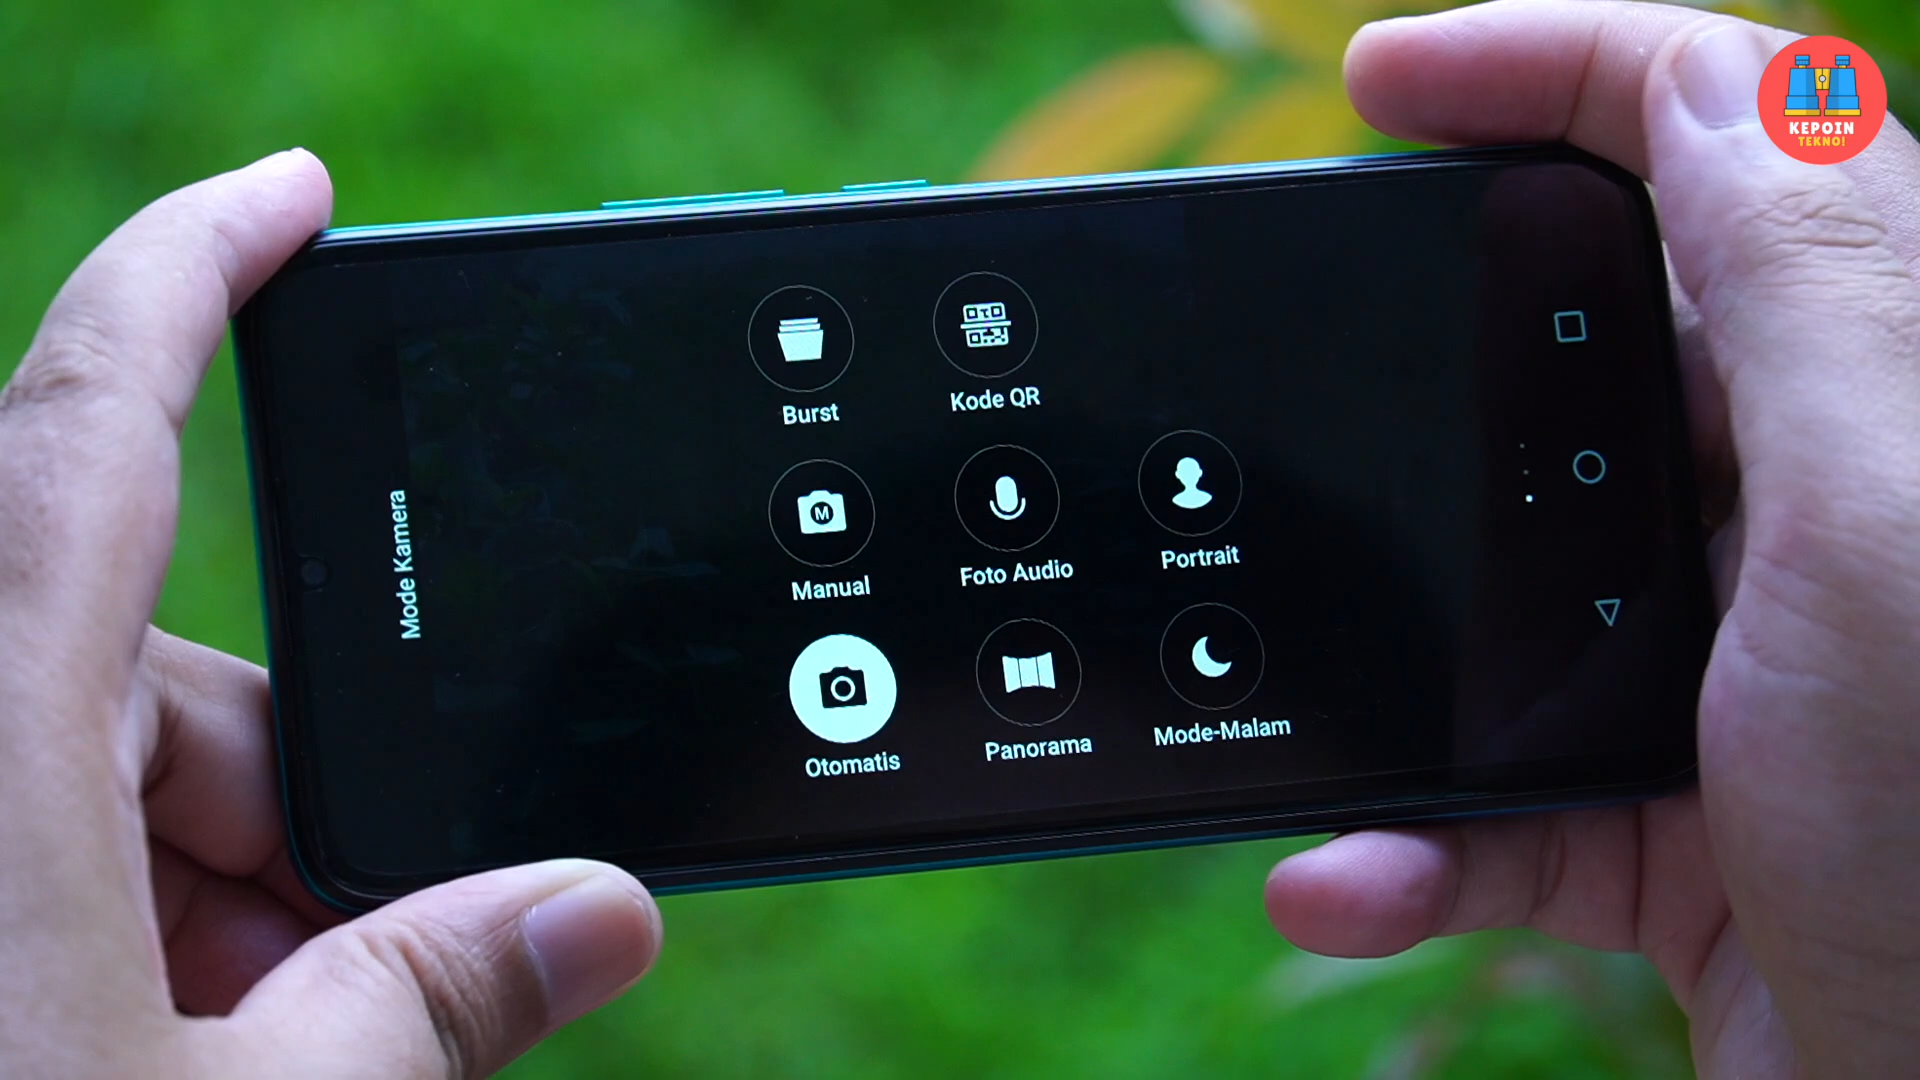 KEPOIN
TEKNO!
Mode Kamera
Burst
Kode QR
M
Manual
Foto Audio
Portrait
Otomatis
Panorama
Mode-Malam